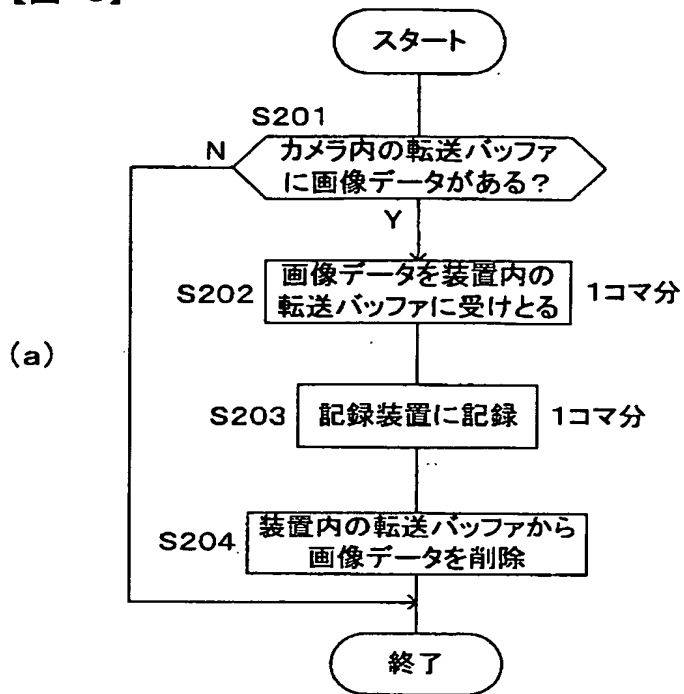 スタート
S201
N
カメラ内の転送バッファ
に画像データがある?
Y
S202
画像データを装置内の
転送バッファに受けとる
1コマ分
(a)
S203
記録装置に記録
1コマ分
S204
装置内の転送バッファから
画像データを削除
終了